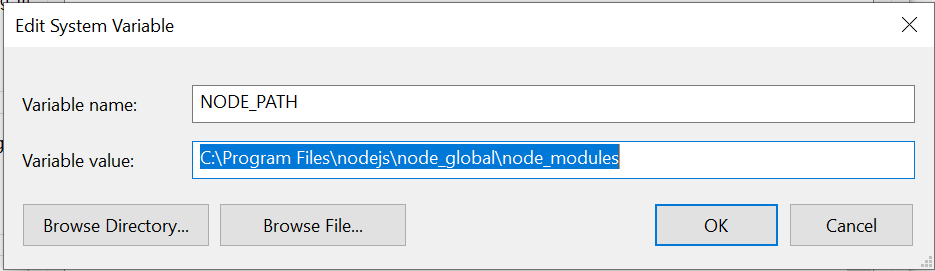 Edit System Variable
Variable name: NODE_PATH
Variable value: C:\Program Files\nodejs\node_global\node_modules
Browse Directory... Browse File... OK Cancel